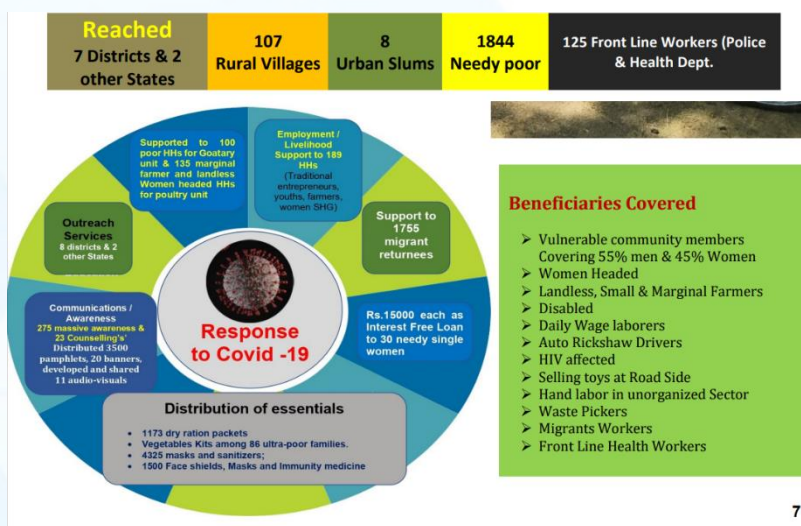 Reached
7 Districts & 2
other States
107
Rural Villages
8
Urban Slums
1844
Needy poor
125 Front Line Workers (Police
& Health Dept.
Supported to 100
poor HHs for Goatary
unit & 135 marginal
farmer and landless
Women headed HHs
for poultry unit
Employment /
Livelihood
Support to 189
HHs
(Traditional
entrepreneurs,
youths, farmers,
women SHG)
Outreach
Services
8 districts & 2
other States
Support to
1755
migrant
returnees
Communications /
Awareness
275 massive awareness &
23 Counselling's'
Distributed 3500
pamphlets, 20 banners,
developed and shared
11 audio-visuals
Response
to Covid -19
Rs.15000 each as
Interest Free Loan
to 30 needy single
women
Distribution of essentials
• 1173 dry ration packets
• Vegetables Kits among 86 ultra-poor families.
• 4325 masks and sanitizers;
• 1500 Face shields, Masks and Immunity medicine
Beneficiaries Covered
➢ Vulnerable community members
Covering 55% men & 45% Women
➢ Women Headed
➢ Landless, Small & Marginal Farmers
➢ Disabled
➢ Daily Wage laborers
➢ Auto Rickshaw Drivers
➢ HIV affected
➢ Selling toys at Road Side
➢ Hand labor in unorganized Sector
➢ Waste Pickers
➢ Migrants Workers
➢ Front Line Health Workers
7